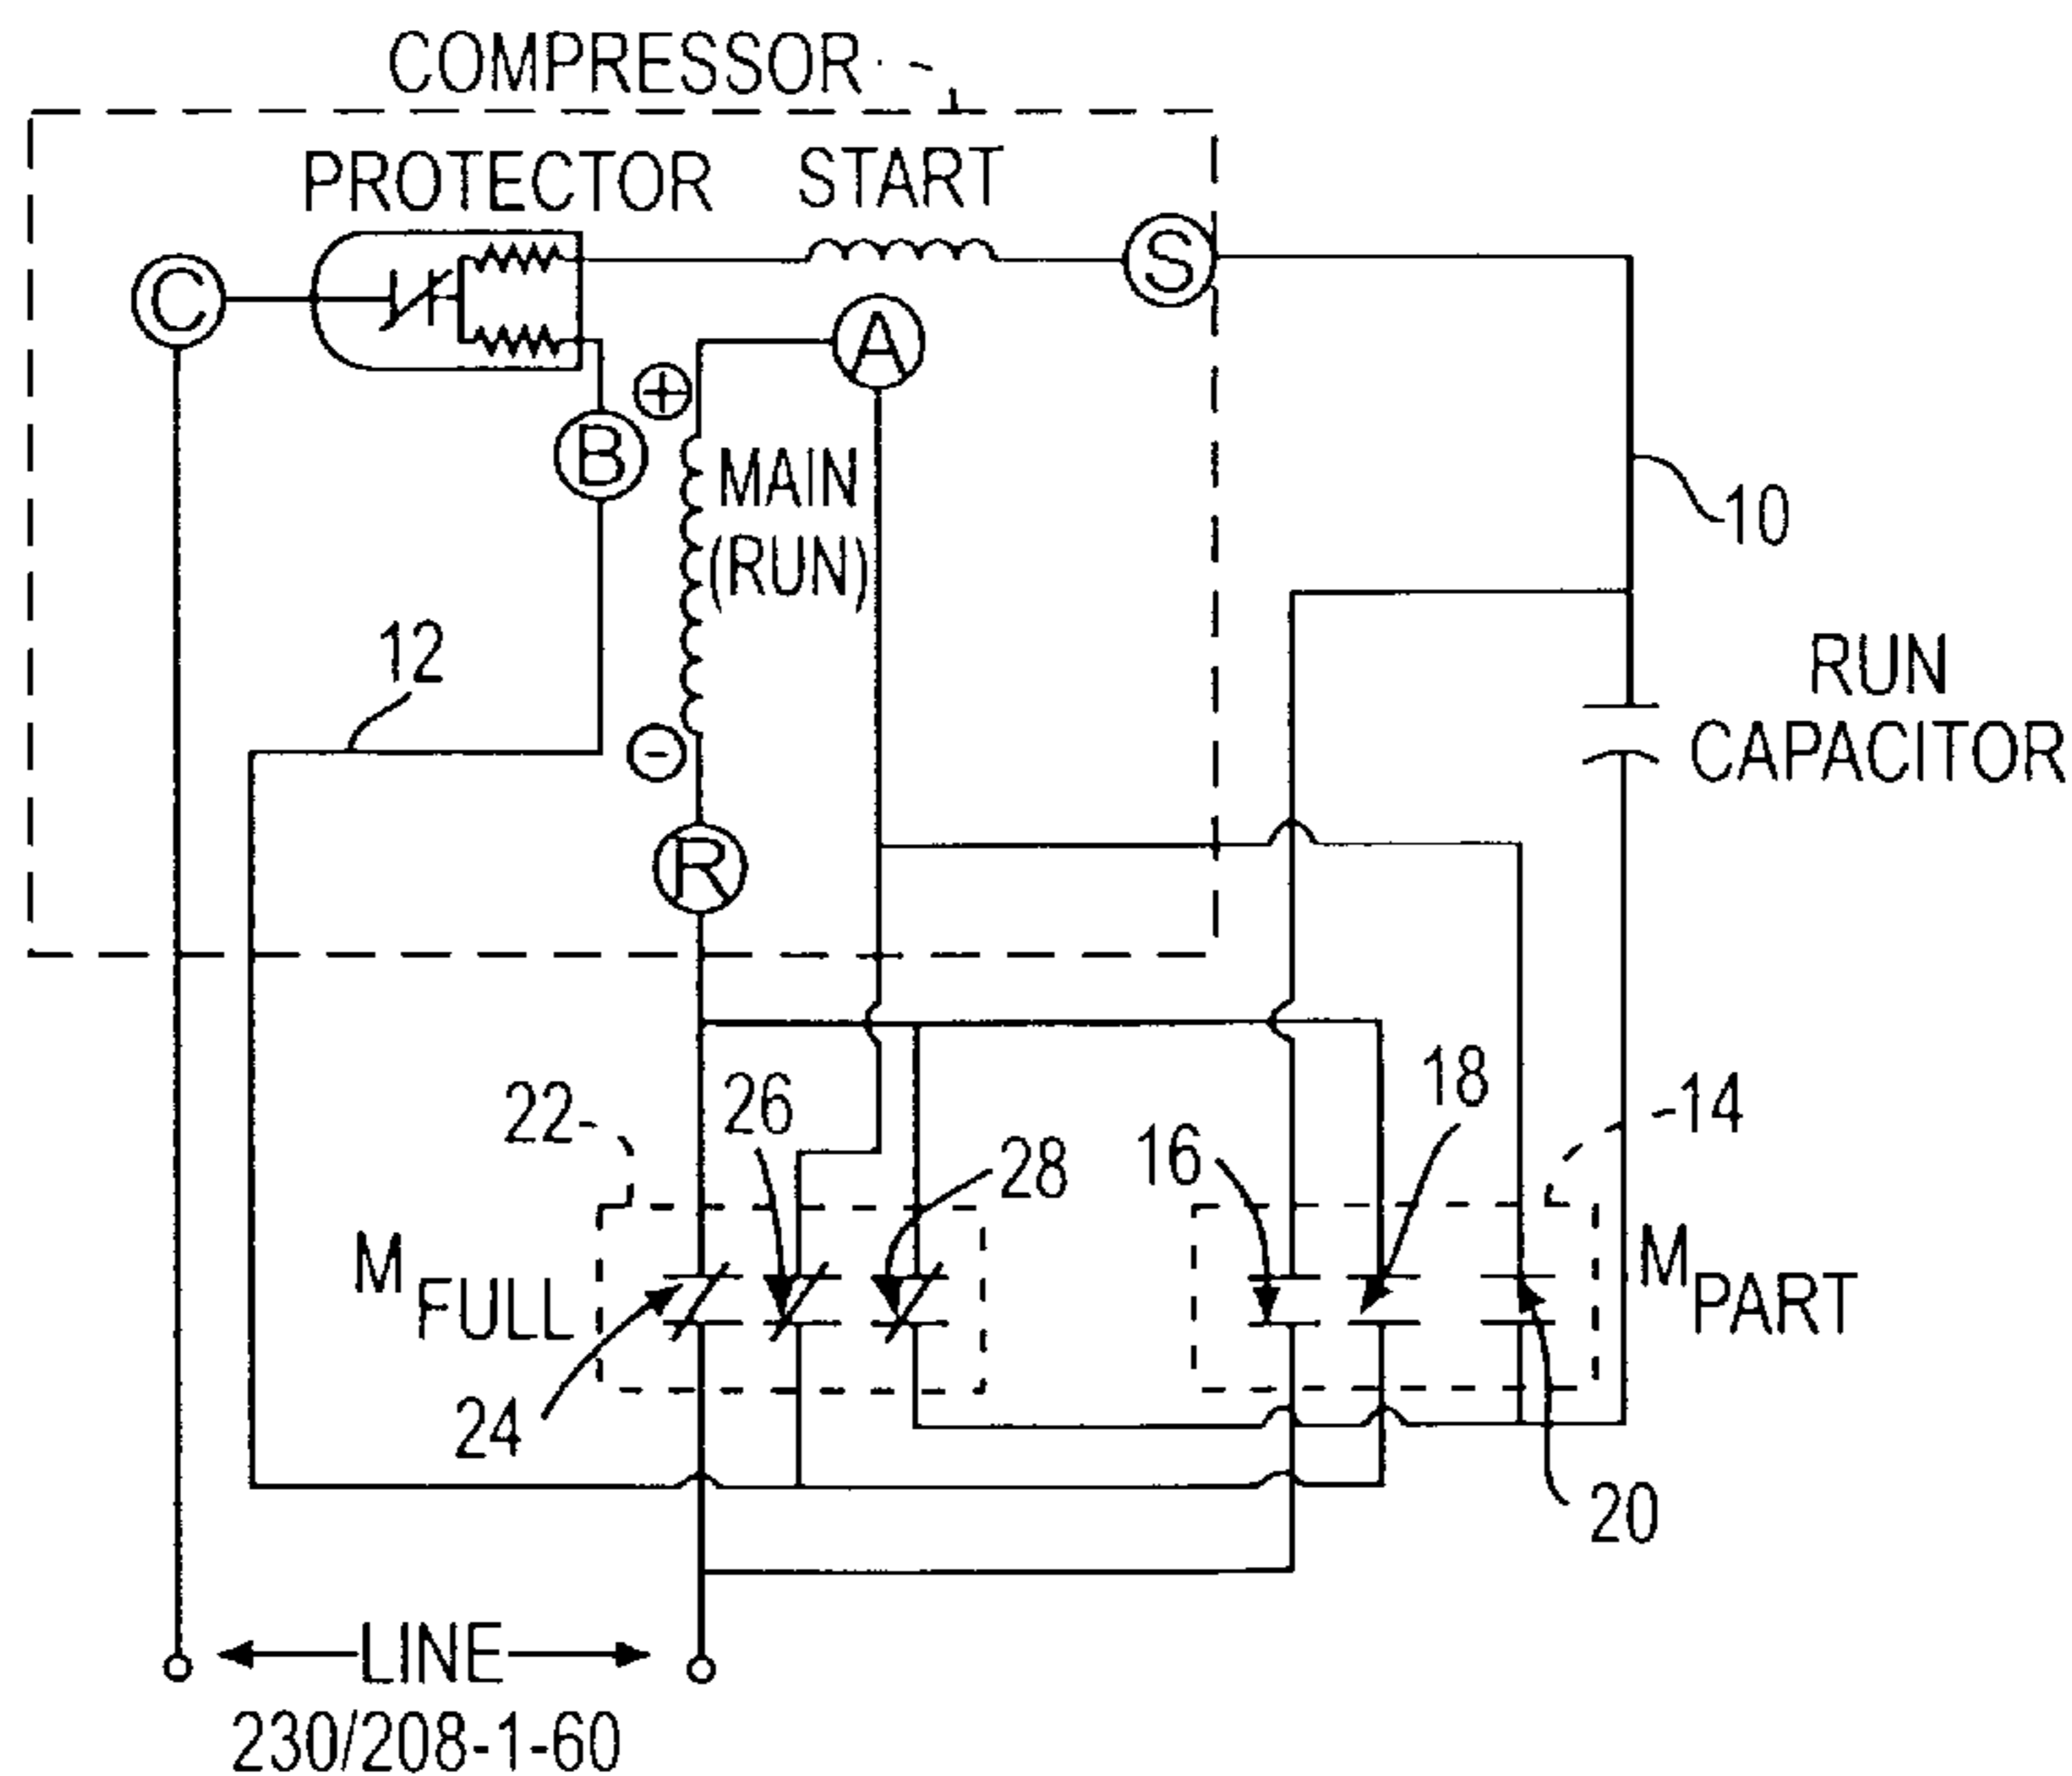 COMPRESSOR
PROTECTOR
START
C
S
A
+
B
MAIN
(RUN)
10
12
RUN
CAPACITOR
-
R
22
26
28
16
18
14
M FULL
M PART
24
20
LINE
230/208-1-60